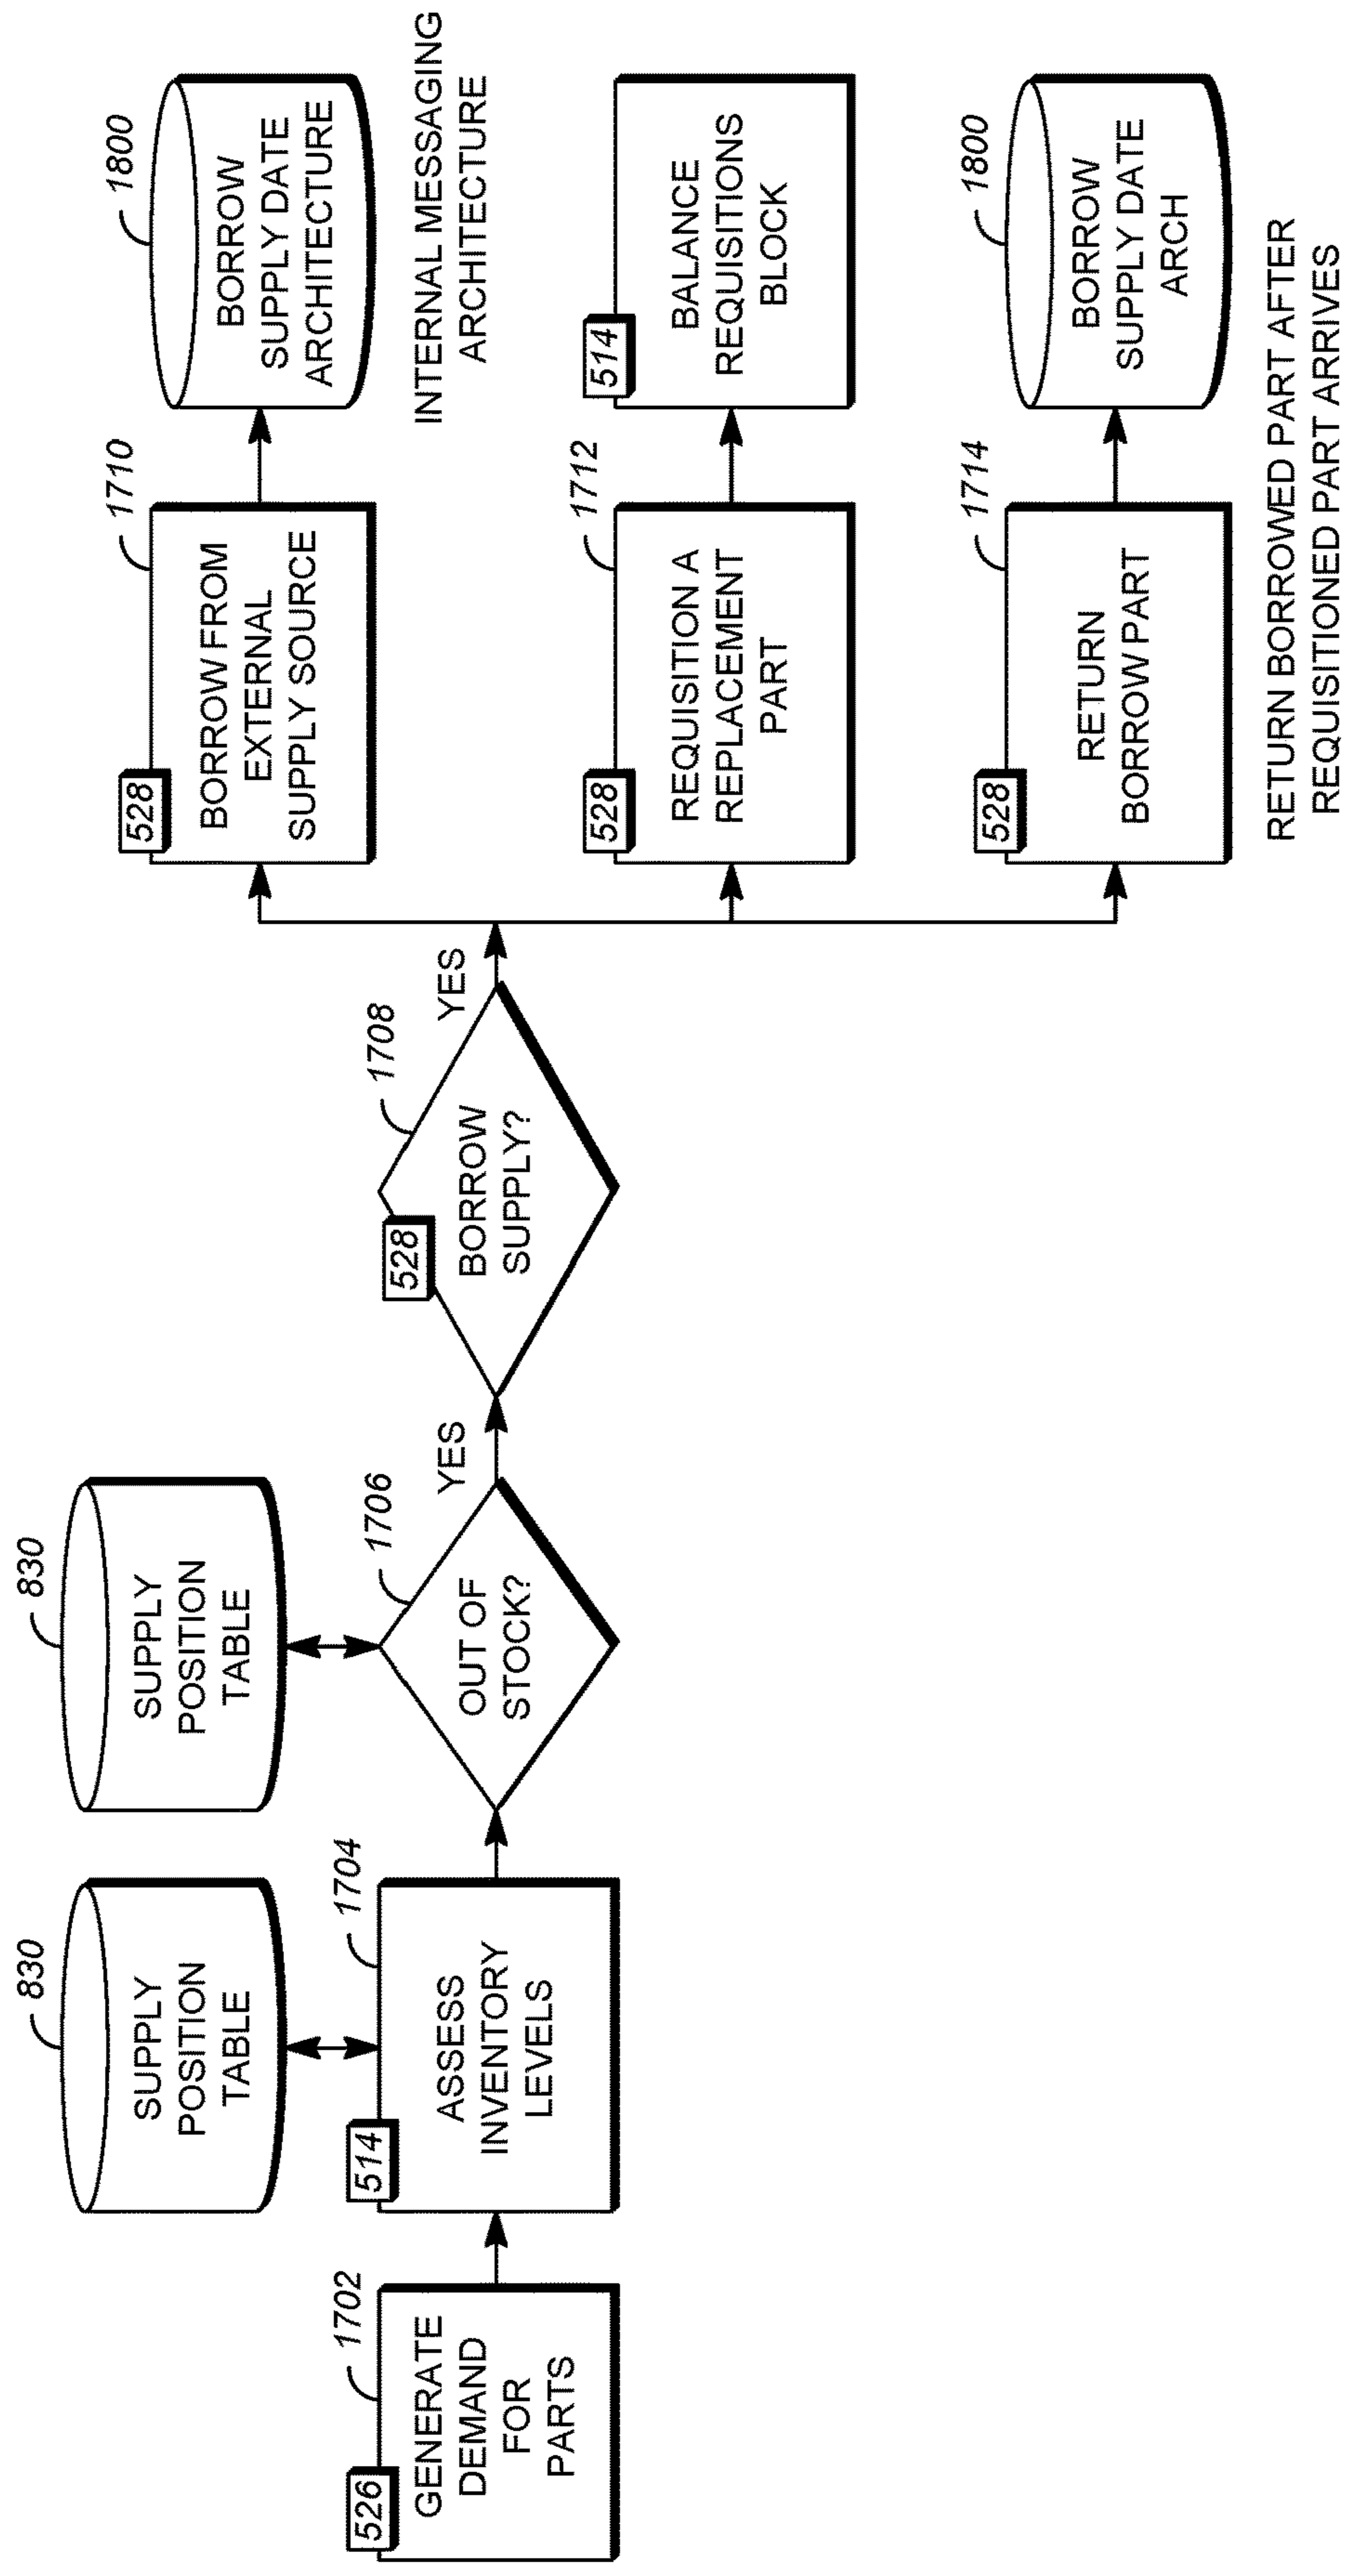 526
1702
GENERATE
DEMAND
FOR
PARTS
830
SUPPLY
POSITION
TABLE
514
1704
ASSESS
INVENTORY
LEVELS
830
SUPPLY
POSITION
TABLE
1706
OUT OF
STOCK?
YES
528
1708
BORROW
SUPPLY?
YES
528
1710
BORROW FROM
EXTERNAL
SUPPLY SOURCE
1800
BORROW
SUPPLY DATE
ARCHITECTURE
INTERNAL MESSAGING
ARCHITECTURE
528
1712
REQUISITION A
REPLACEMENT
PART
514
BALANCE
REQUISITIONS
BLOCK
528
1714
RETURN
BORROW PART
1800
BORROW
SUPPLY DATE
ARCH
RETURN BORROWED PART AFTER
REQUISITIONED PART ARRIVES